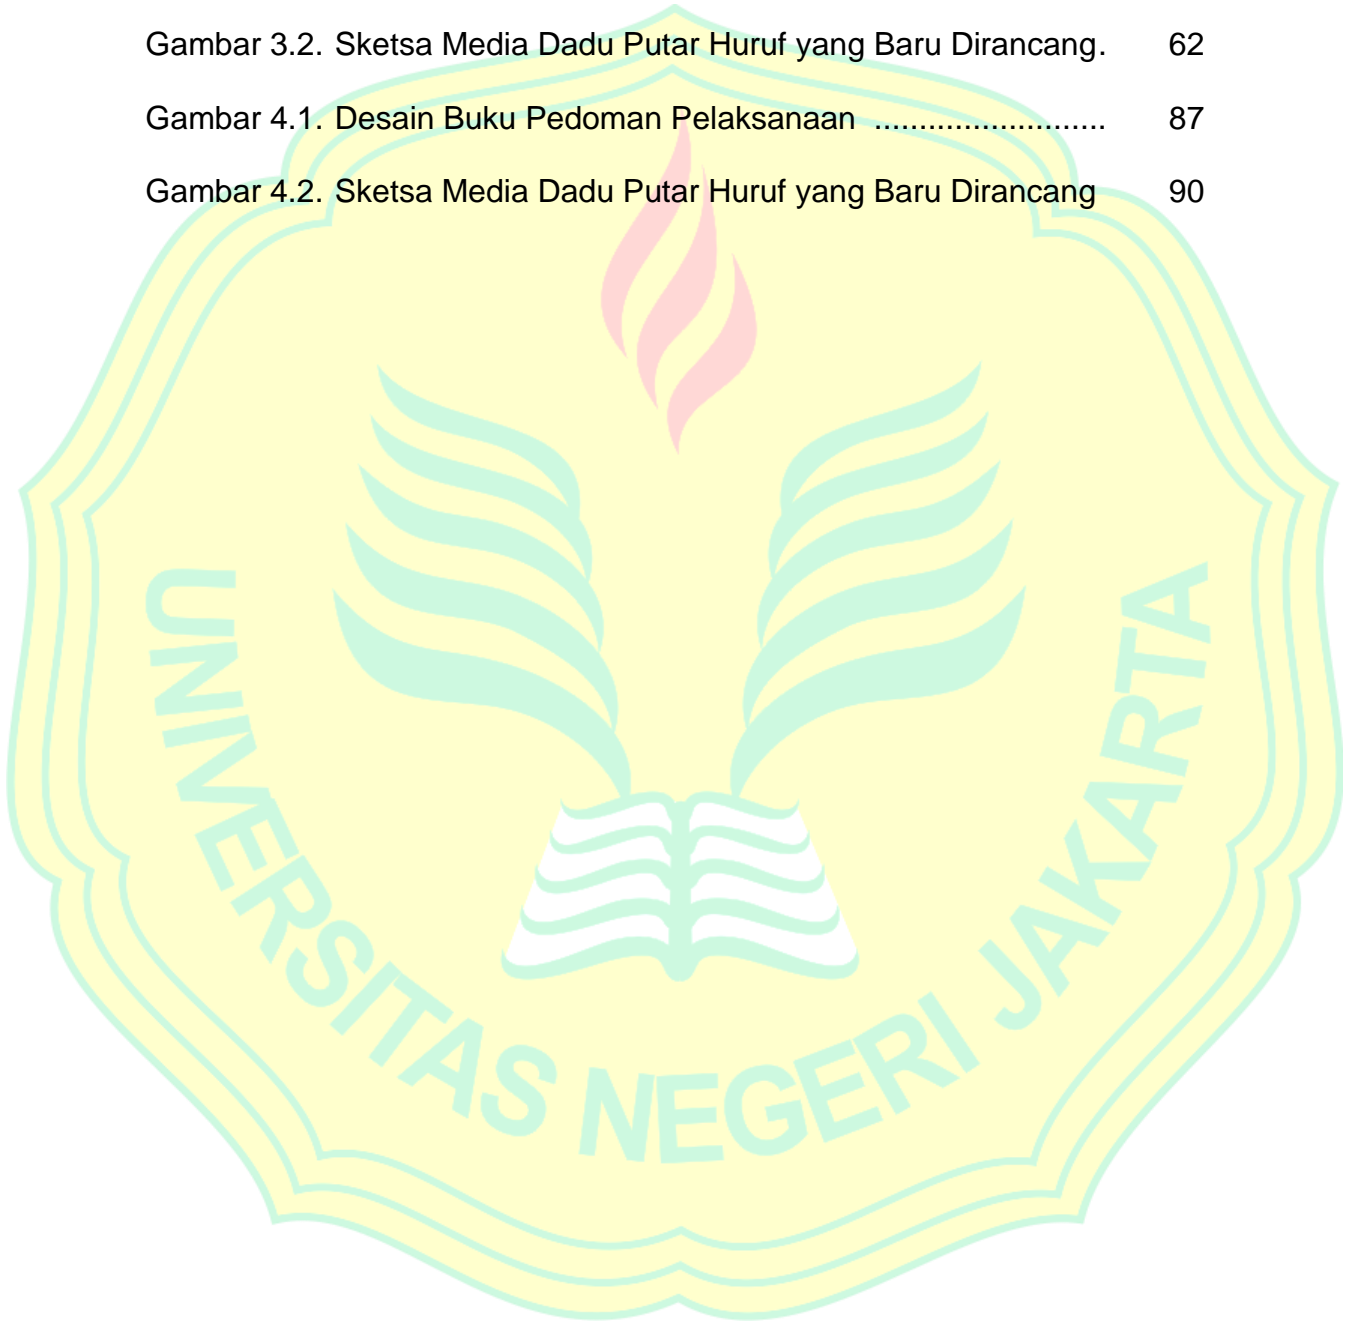 Gambar 3.2. Sketsa Media Dadu Putar Huruf yang Baru Dirancang. 62
Gambar 4.1. Desain Buku Pedoman Pelaksanaan .......................... 87
Gambar 4.2. Sketsa Media Dadu Putar Huruf yang Baru Dirancang 90
UNIVERSITAS NEGERI JAKARTA